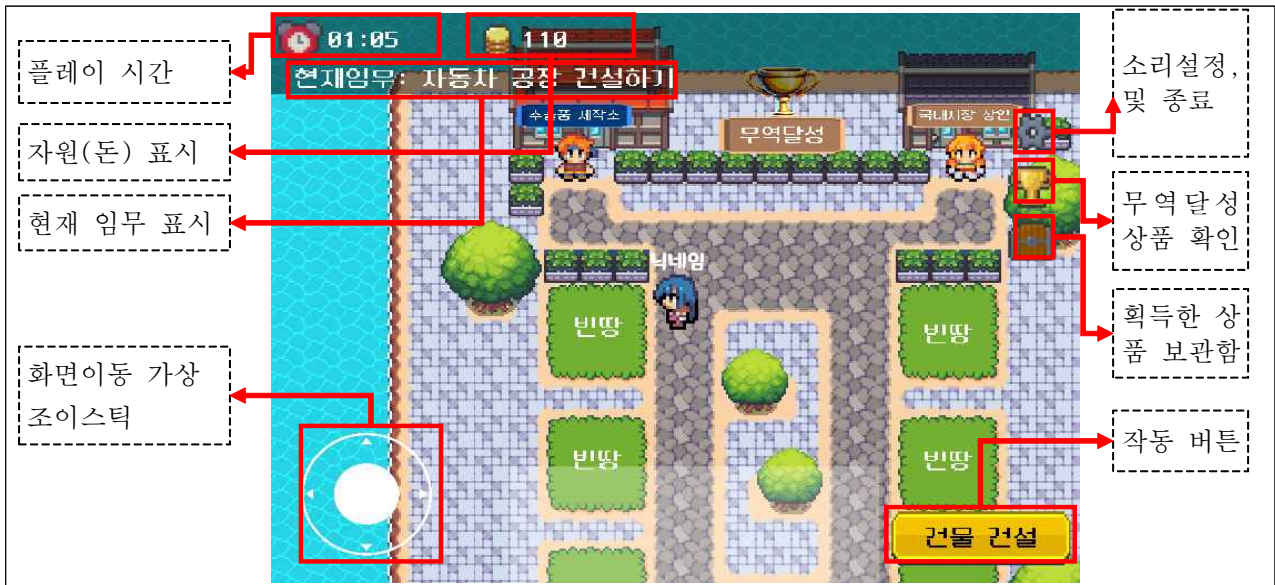 플레이 시간
자원(돈) 표시
현재 임무 표시
화면이동 가상
조이스틱
01:05
110
현재임무: 자동차 공장 건설하기
수출품 제작소
무역달성
국내시장 상인
닉네임
빈땅
빈땅
빈땅
빈땅
건물 건설
소리설정,
및 종료
무역달성
상품 확인
획득한 상
품 보관함
작동 버튼